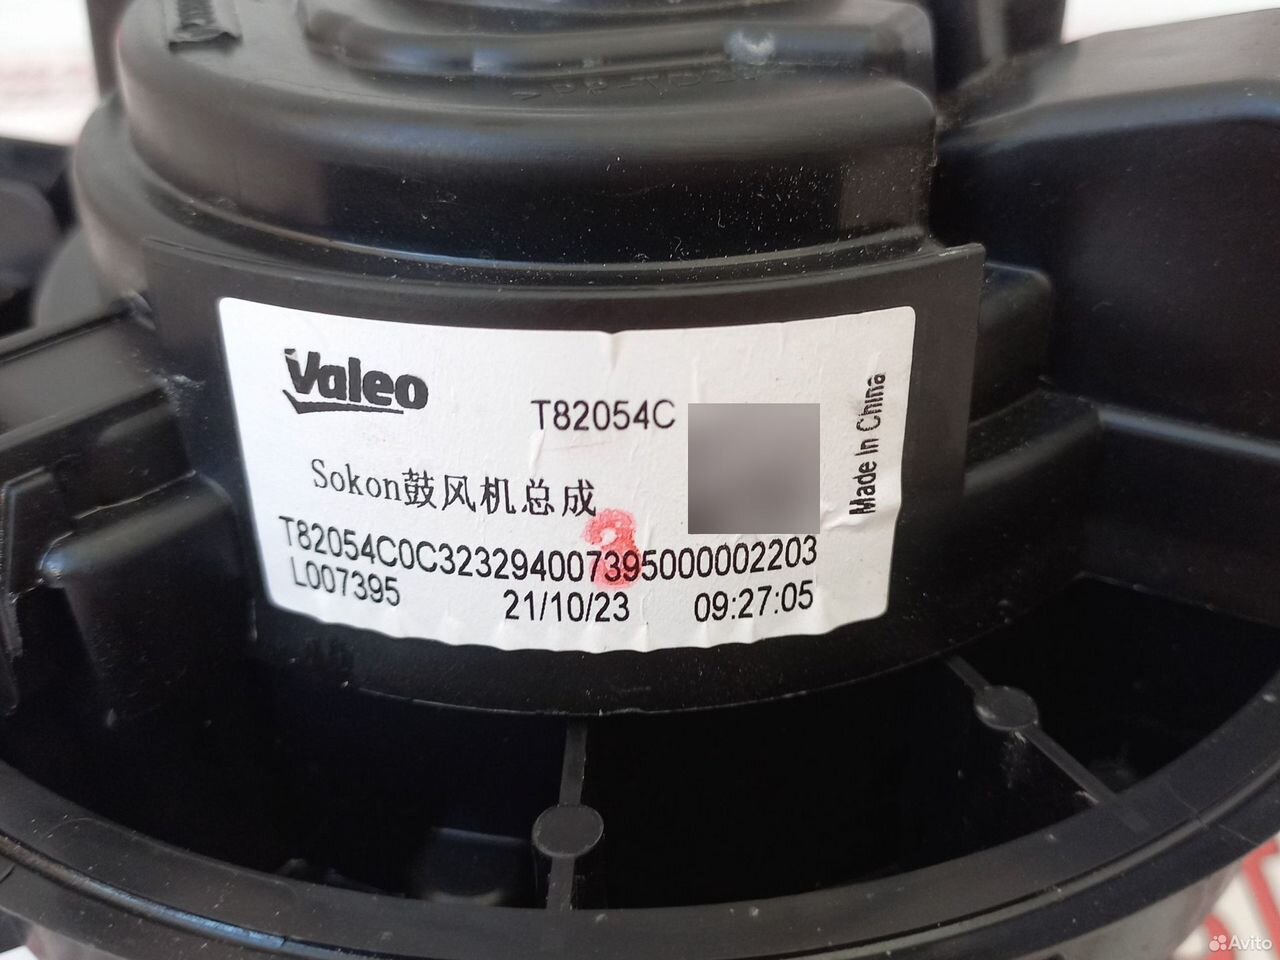 Valeo
T82054C
Made In China
Sokon鼓风机总成
T82054C0C3232940073950000002203
L007395 21/10/23 09:27:05
Avito